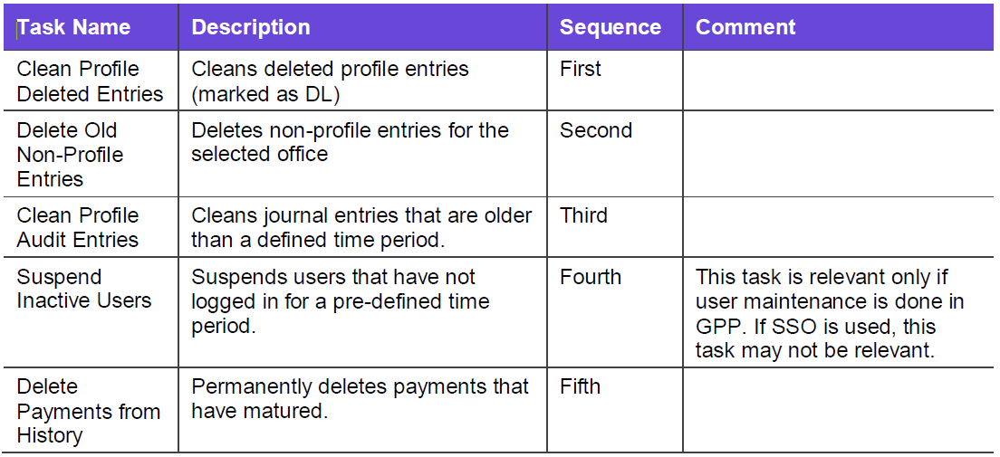 Task Name Description Sequence Comment
Clean Profile
Deleted Entries
Cleans deleted profile entries
(marked as DL)
First
Delete Old
Non-Profile
Entries
Deletes non-profile entries for the
selected office
Second
Clean Profile
Audit Entries
Cleans journal entries that are older
than a defined time period.
Third
Suspend
Inactive Users
Suspends users that have not
logged in for a pre-defined time
period.
Fourth
This task is relevant only if
user maintenance is done in
GPP. If SSO is used, this
task may not be relevant.
Delete
Payments from
History
Permanently deletes payments that
have matured.
Fifth